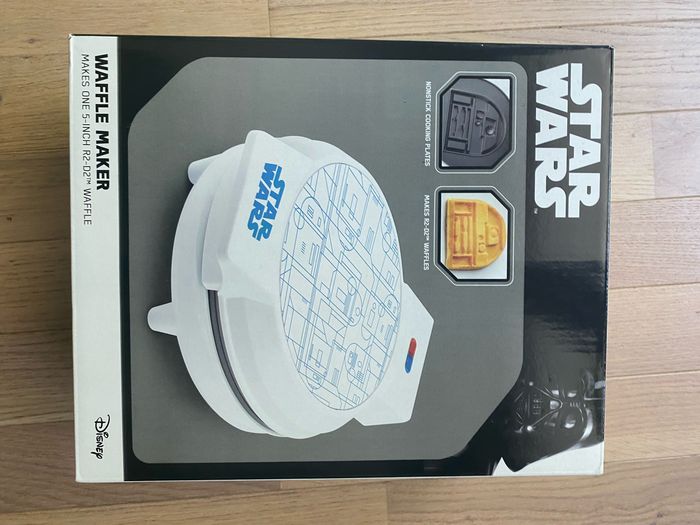 STAR
WARS™
NONSTICK COOKING PLATES
MAKES R2-D2™ WAFFLES
STAR
WARS
WAFFLE MAKER
MAKES ONE 5-INCH R2-D2™ WAFFLE
Disney